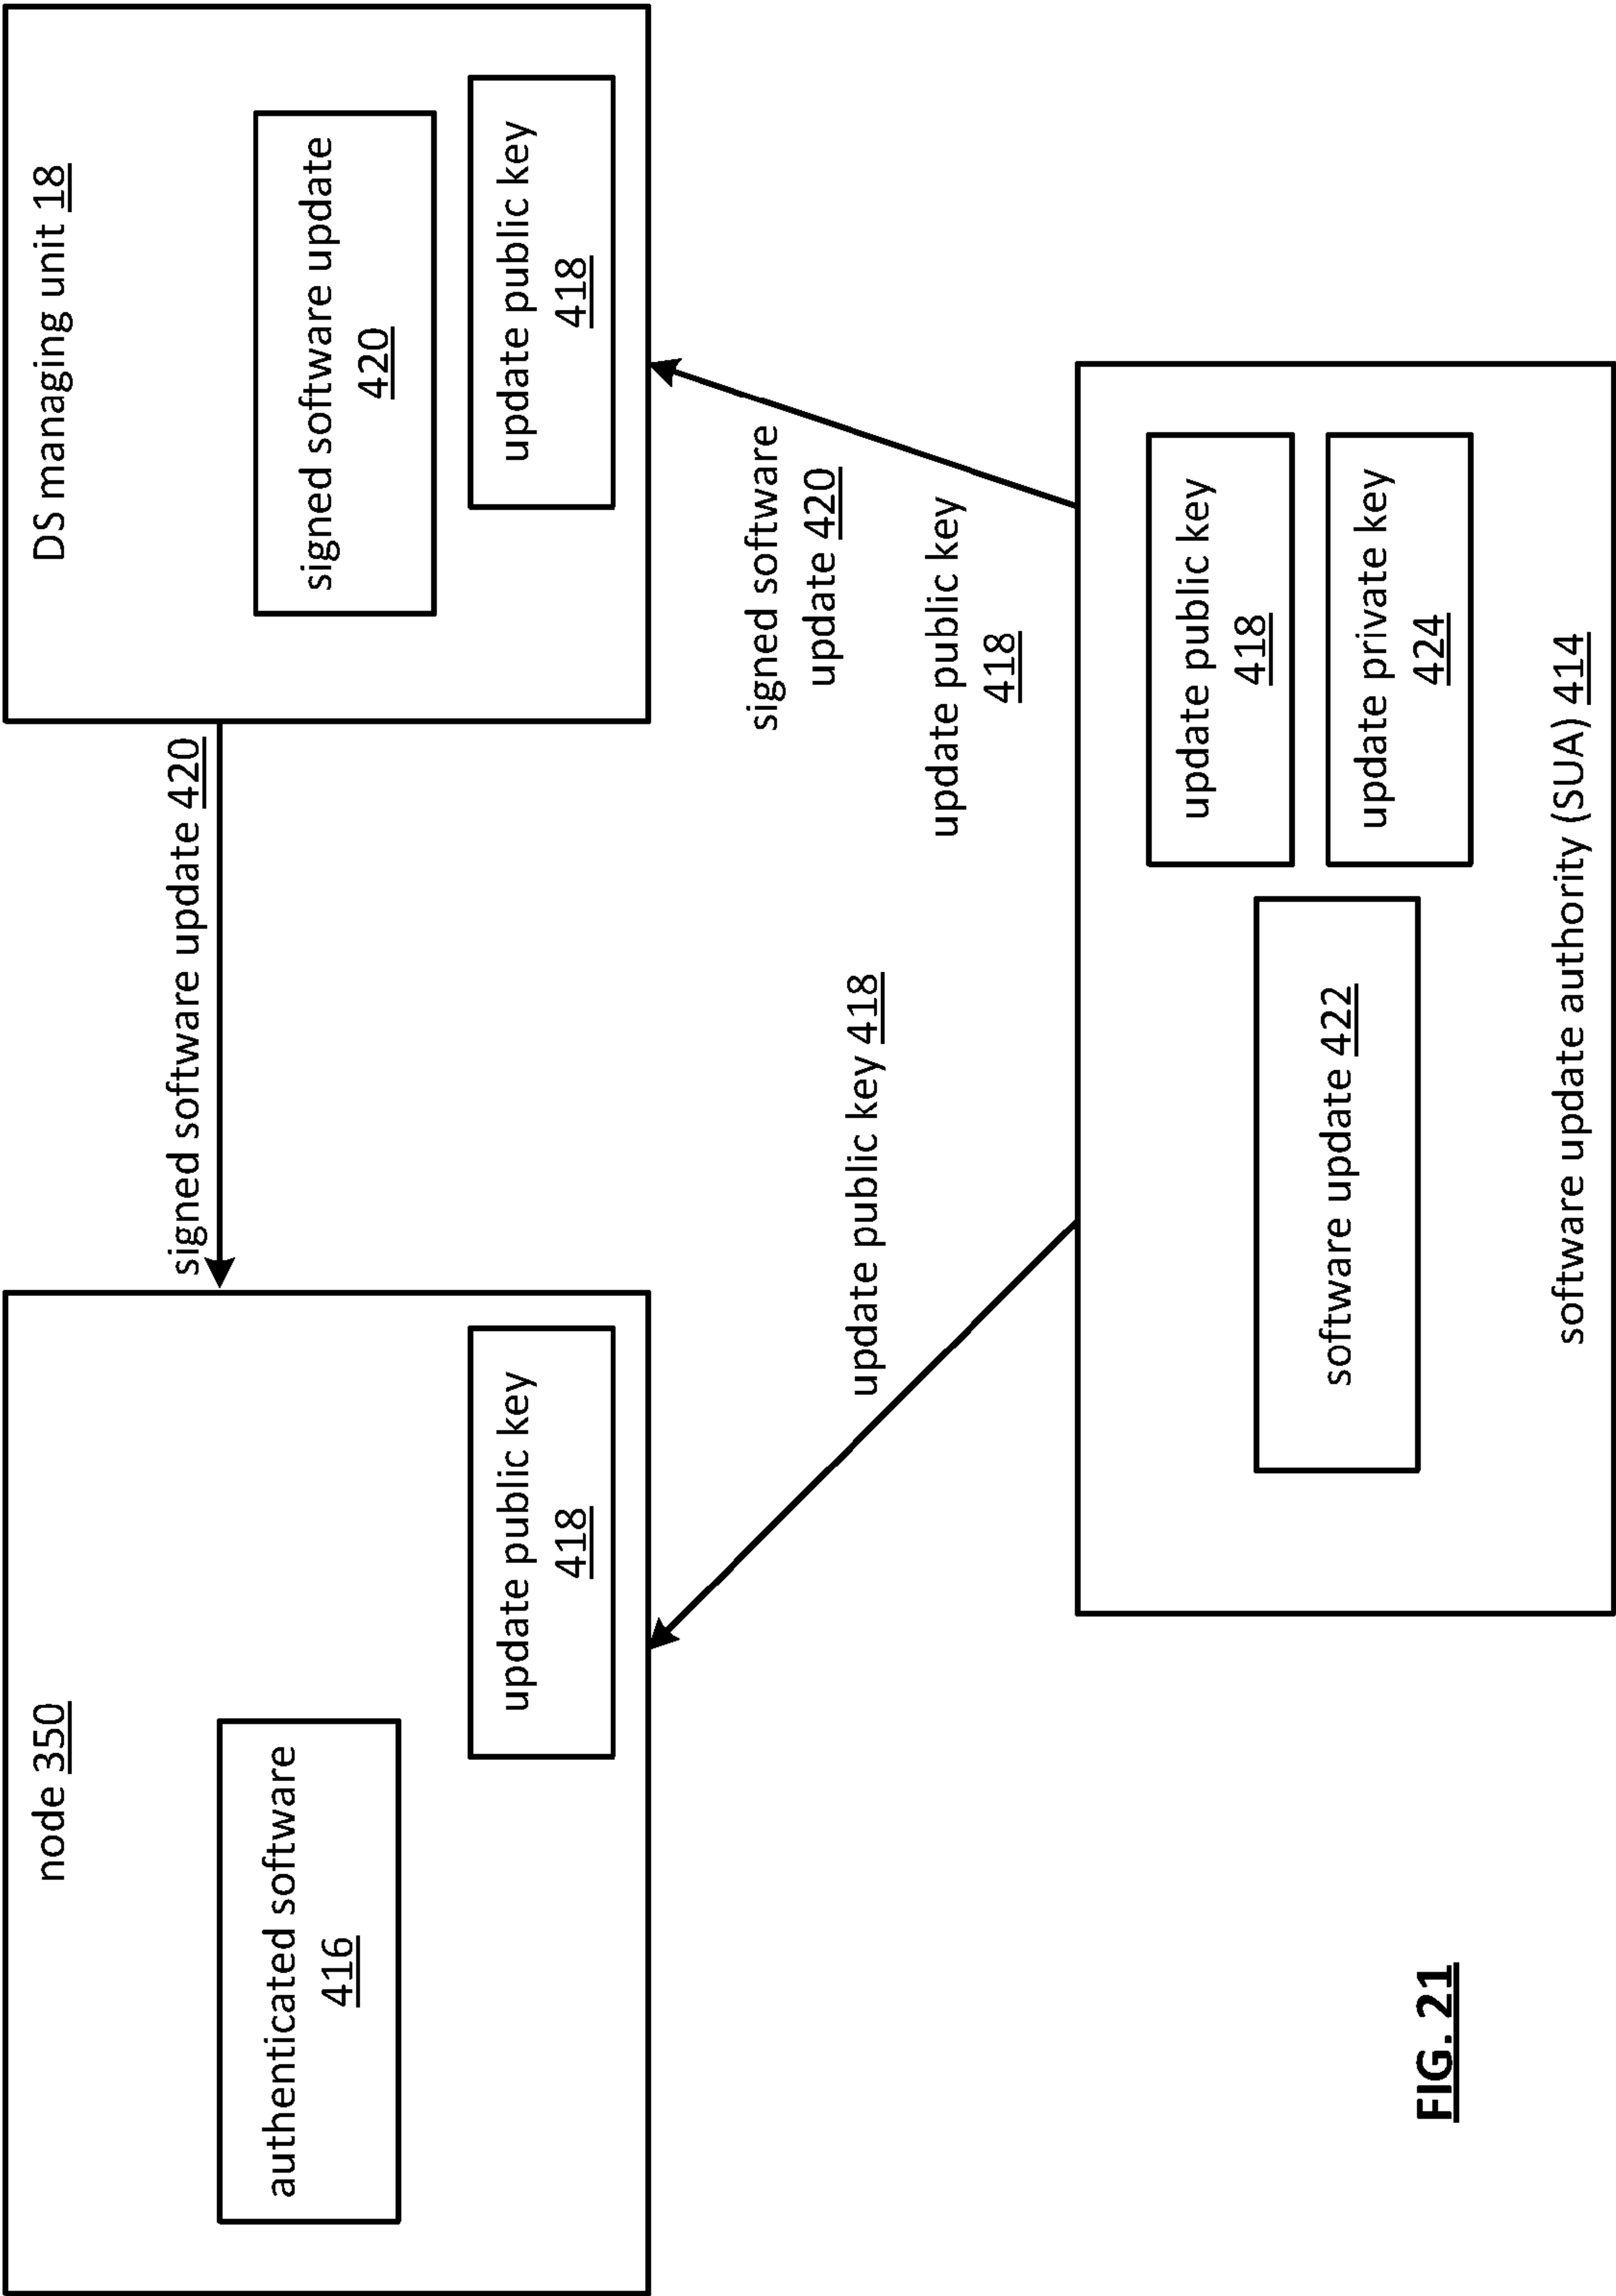 node 350
authenticated software
416
update public key
418
signed software update 420
DS managing unit 18
signed software update
420
update public key
418
update public key 418
signed software
update 420
update public key
418
software update 422
update public key
418
update private key
424
software update authority (SUA) 414
FIG. 21